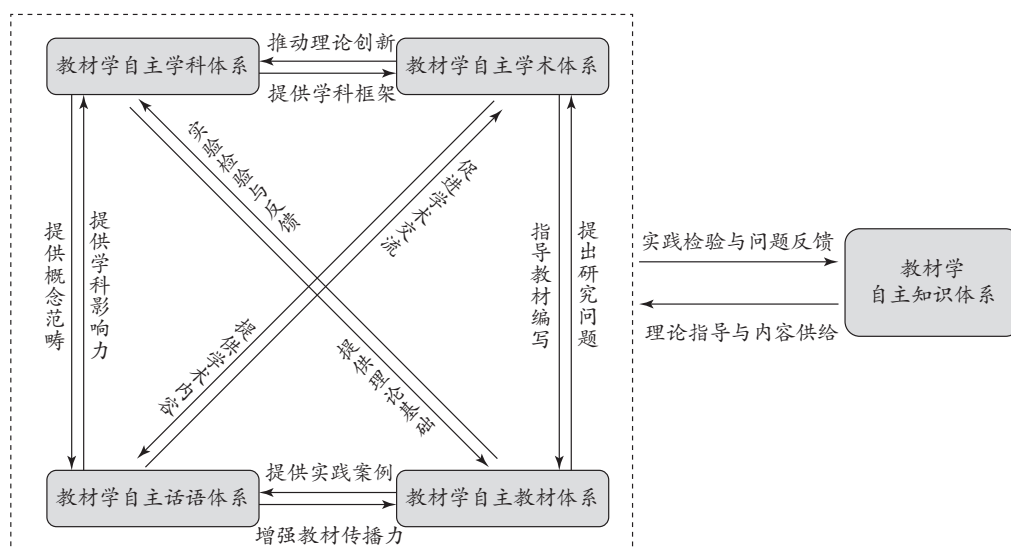 推动理论创新
教材学自主学科体系
教材学自主学术体系
提供学科框架
实验检验与反馈
促进学术交流
提供概念范畴
提供学科影响力
指导教材编写
提出研究问题
实践检验与问题反馈
教材学
自主知识体系
理论指导与内容供给
提供学术内容
提供理论基础
提供实践案例
教材学自主话语体系
教材学自主教材体系
增强教材传播力